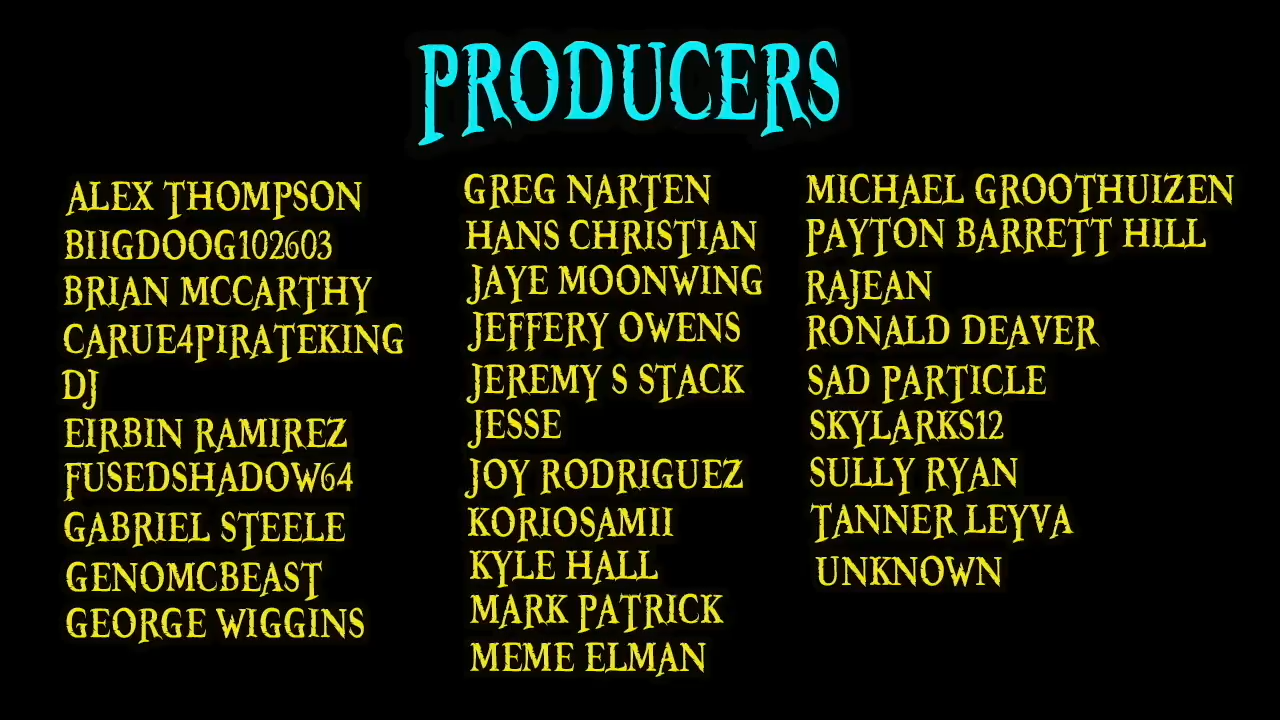 PRODUCERS
ALEX THOMPSON
BIIGDOOG102603
BRIAN MCCARTHY
CARUE4PIRATEKING
DJ
EIRBIN RAMIREZ
FUSEDSHADOW64
GABRIEL STEELE
GENOMCBEAST
GEORGE WIGGINS
GREG NARTEN
HANS CHRISTIAN
JAYE MOONWING
JEFFERY OWENS
JEREMY S STACK
JESSE
JOY RODRIGUEZ
KORIOSAMII
KYLE HALL
MARK PATRICK
MEME ELMAN
MICHAEL GROOTHUIZEN
PAYTON BARRETT HILL
RAJEAN
RONALD DEAVER
SAD PARTICLE
SKYLARKS12
SULLY RYAN
TANNER LEYVA
UNKNOWN